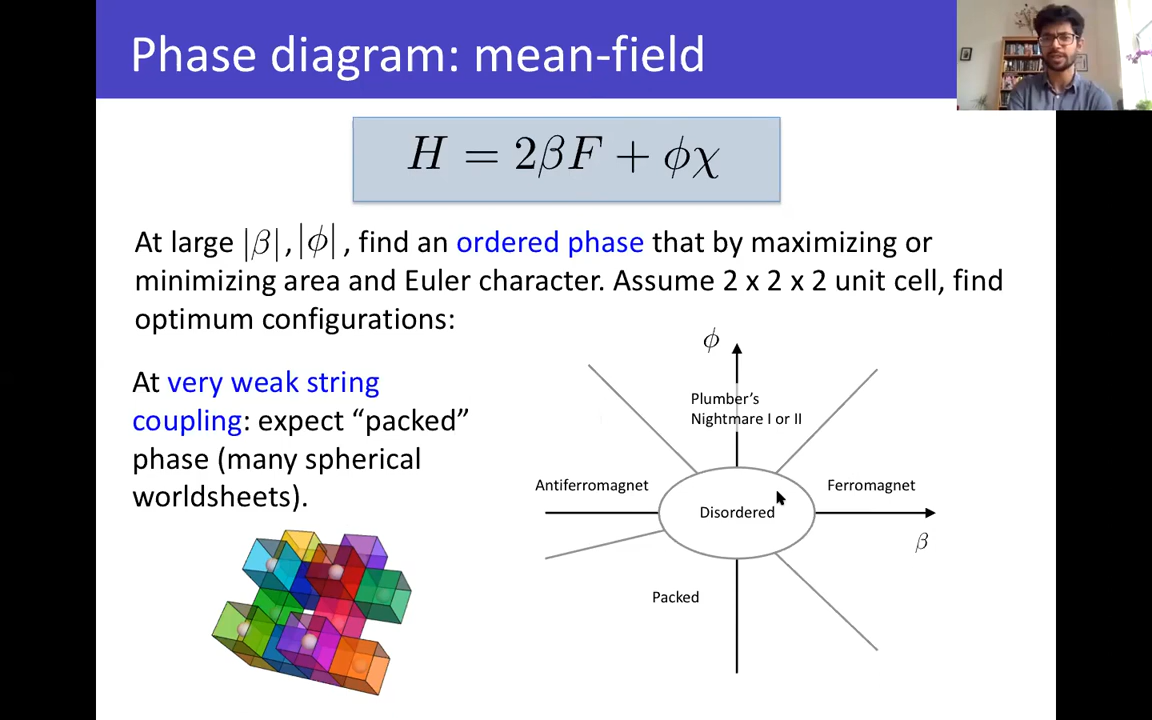 Phase diagram: mean-field
H = 2βF + φχ
At large |β|, |φ|, find an ordered phase that by maximizing or
minimizing area and Euler character. Assume 2 x 2 x 2 unit cell, find
optimum configurations:
At very weak string
coupling: expect “packed”
phase (many spherical
worldsheets).
φ
Plumber’s
Nightmare I or II
Antiferromagnet
Ferromagnet
Disordered
β
Packed